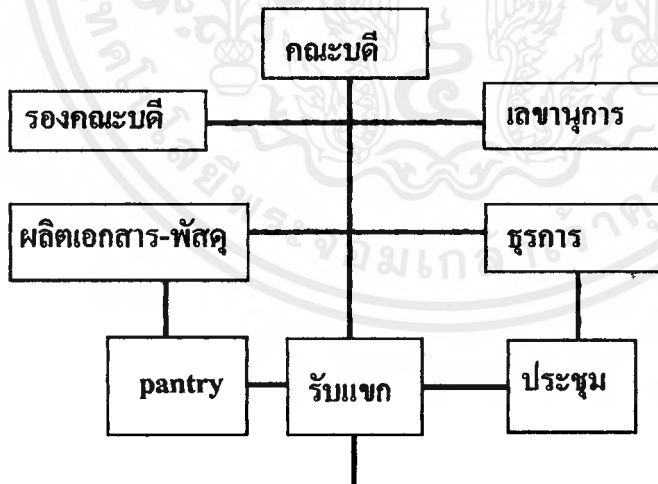 คณะบดี
รองคณะบดี
เลขานุการ
ผลิตเอกสาร-พัสดุ
ธุรการ
pantry
รับแขก
ประชุม